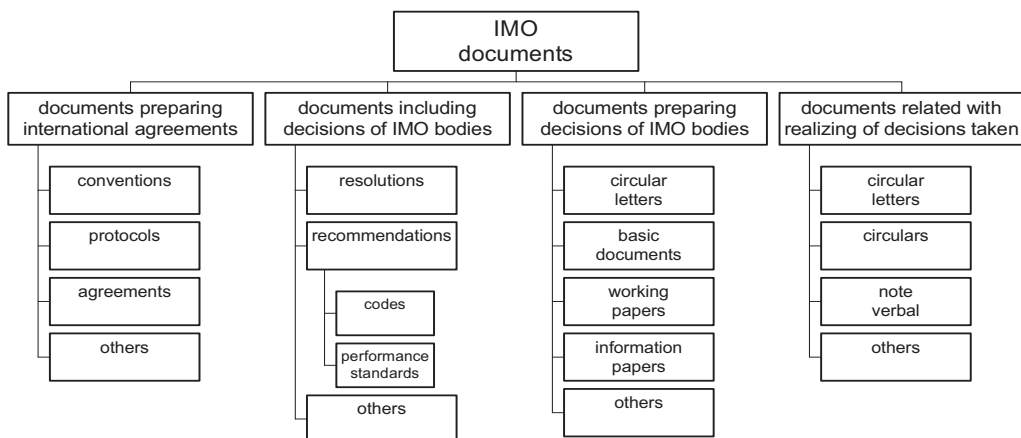 IMO
documents
documents preparing
international agreements
conventions
protocols
agreements
others
documents including
decisions of IMO bodies
resolutions
recommendations
codes
performance
standards
others
documents preparing
decisions of IMO bodies
circular
letters
basic
documents
working
papers
information
papers
others
documents related with
realizing of decisions taken
circular
letters
circulars
note
verbal
others